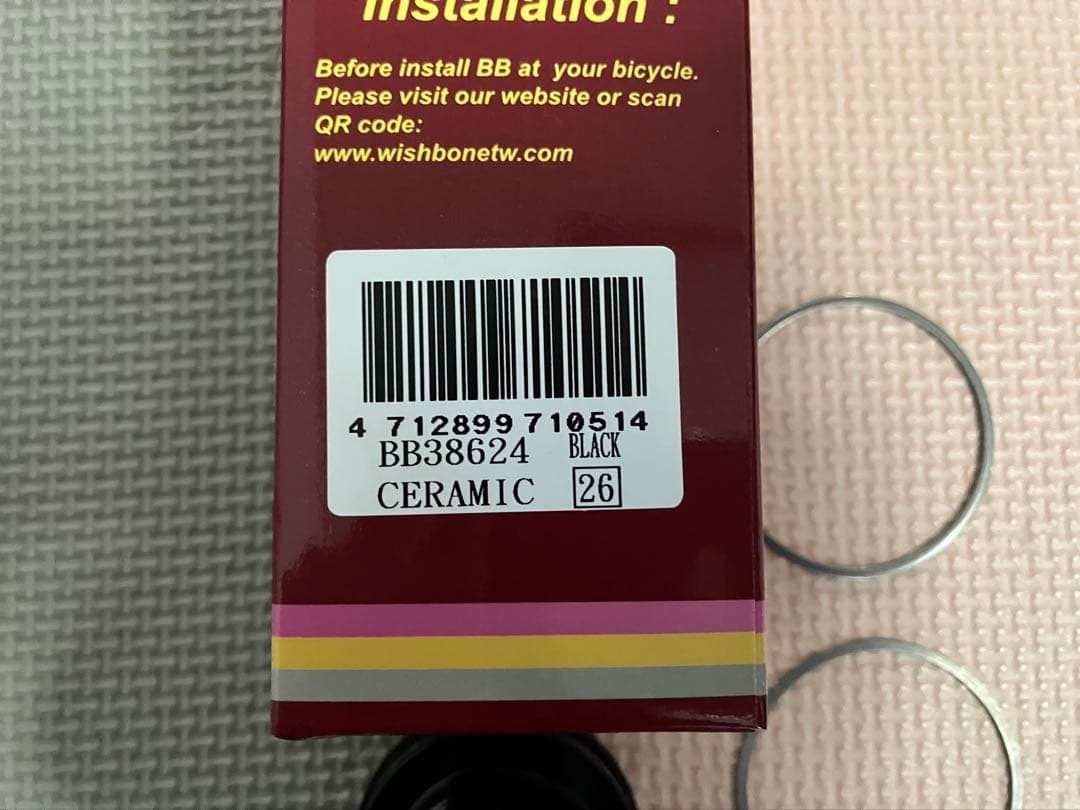 Installation :
Before install BB at your bicycle.
Please visit our website or scan
QR code:
www.wishbonetw.com
4 712899 710514
BB38624 BLACK
CERAMIC 26